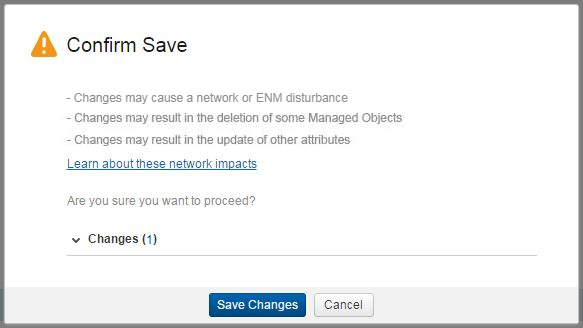 Confirm Save
- Changes may cause a network or ENM disturbance
- Changes may result in the deletion of some Managed Objects
- Changes may result in the update of other attributes
Learn about these network impacts
Are you sure you want to proceed?
Changes (1)
Save Changes Cancel